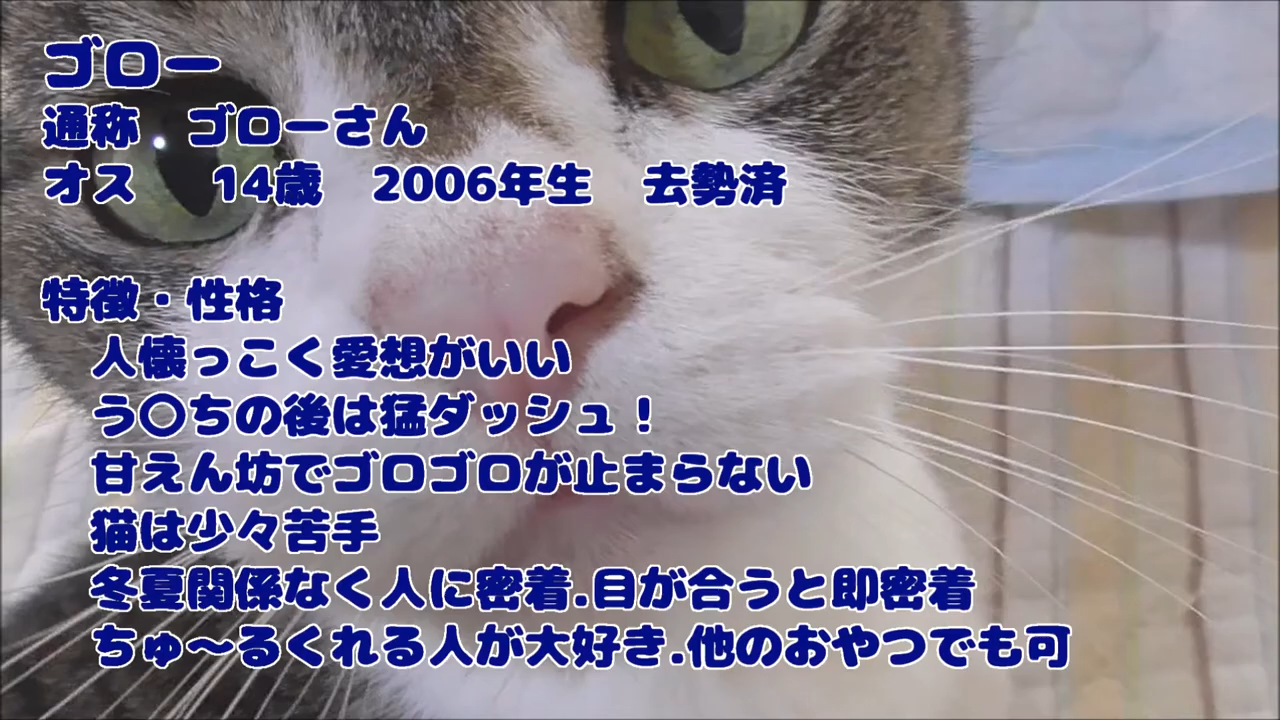 ゴロー
通称　ゴローさん
オス　14歳　2006年生　去勢済
特徴・性格
人懐っこく愛想がいい
う〇ちの後は猛ダッシュ！
甘えん坊でゴロゴロが止まらない
猫は少々苦手
冬夏関係なく人に密着.目が合うと即密着
ちゅ～るくれる人が大好き.他のおやつでも可